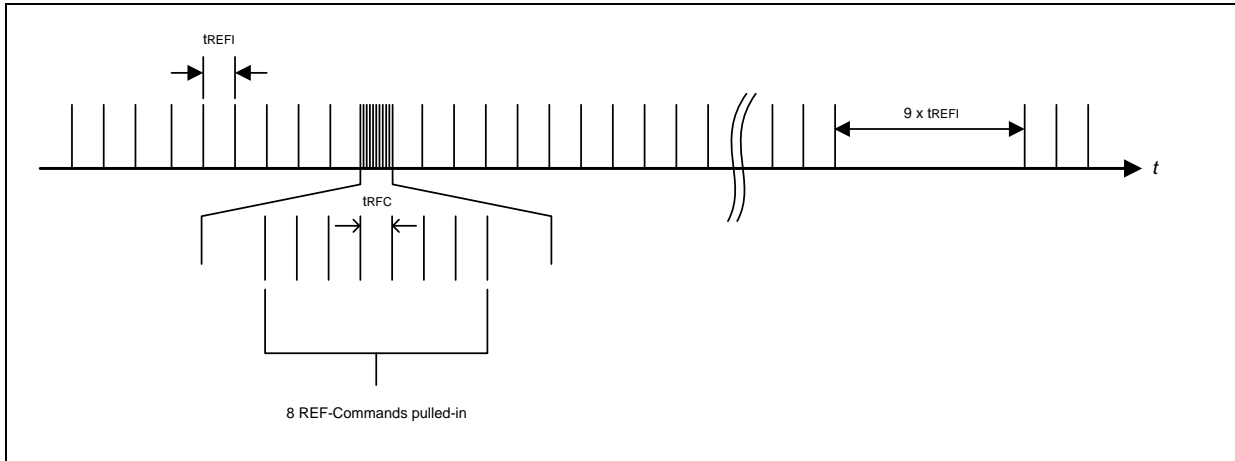 tREFI
9 x tREFI
t
tRFC
8 REF-Commands pulled-in